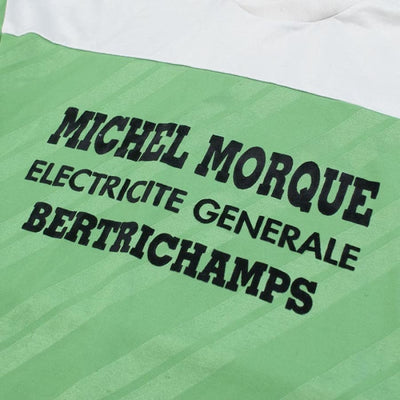 MICHEL MORQUE
ELECTRICITE GENERALE
BERTRICHAMPS